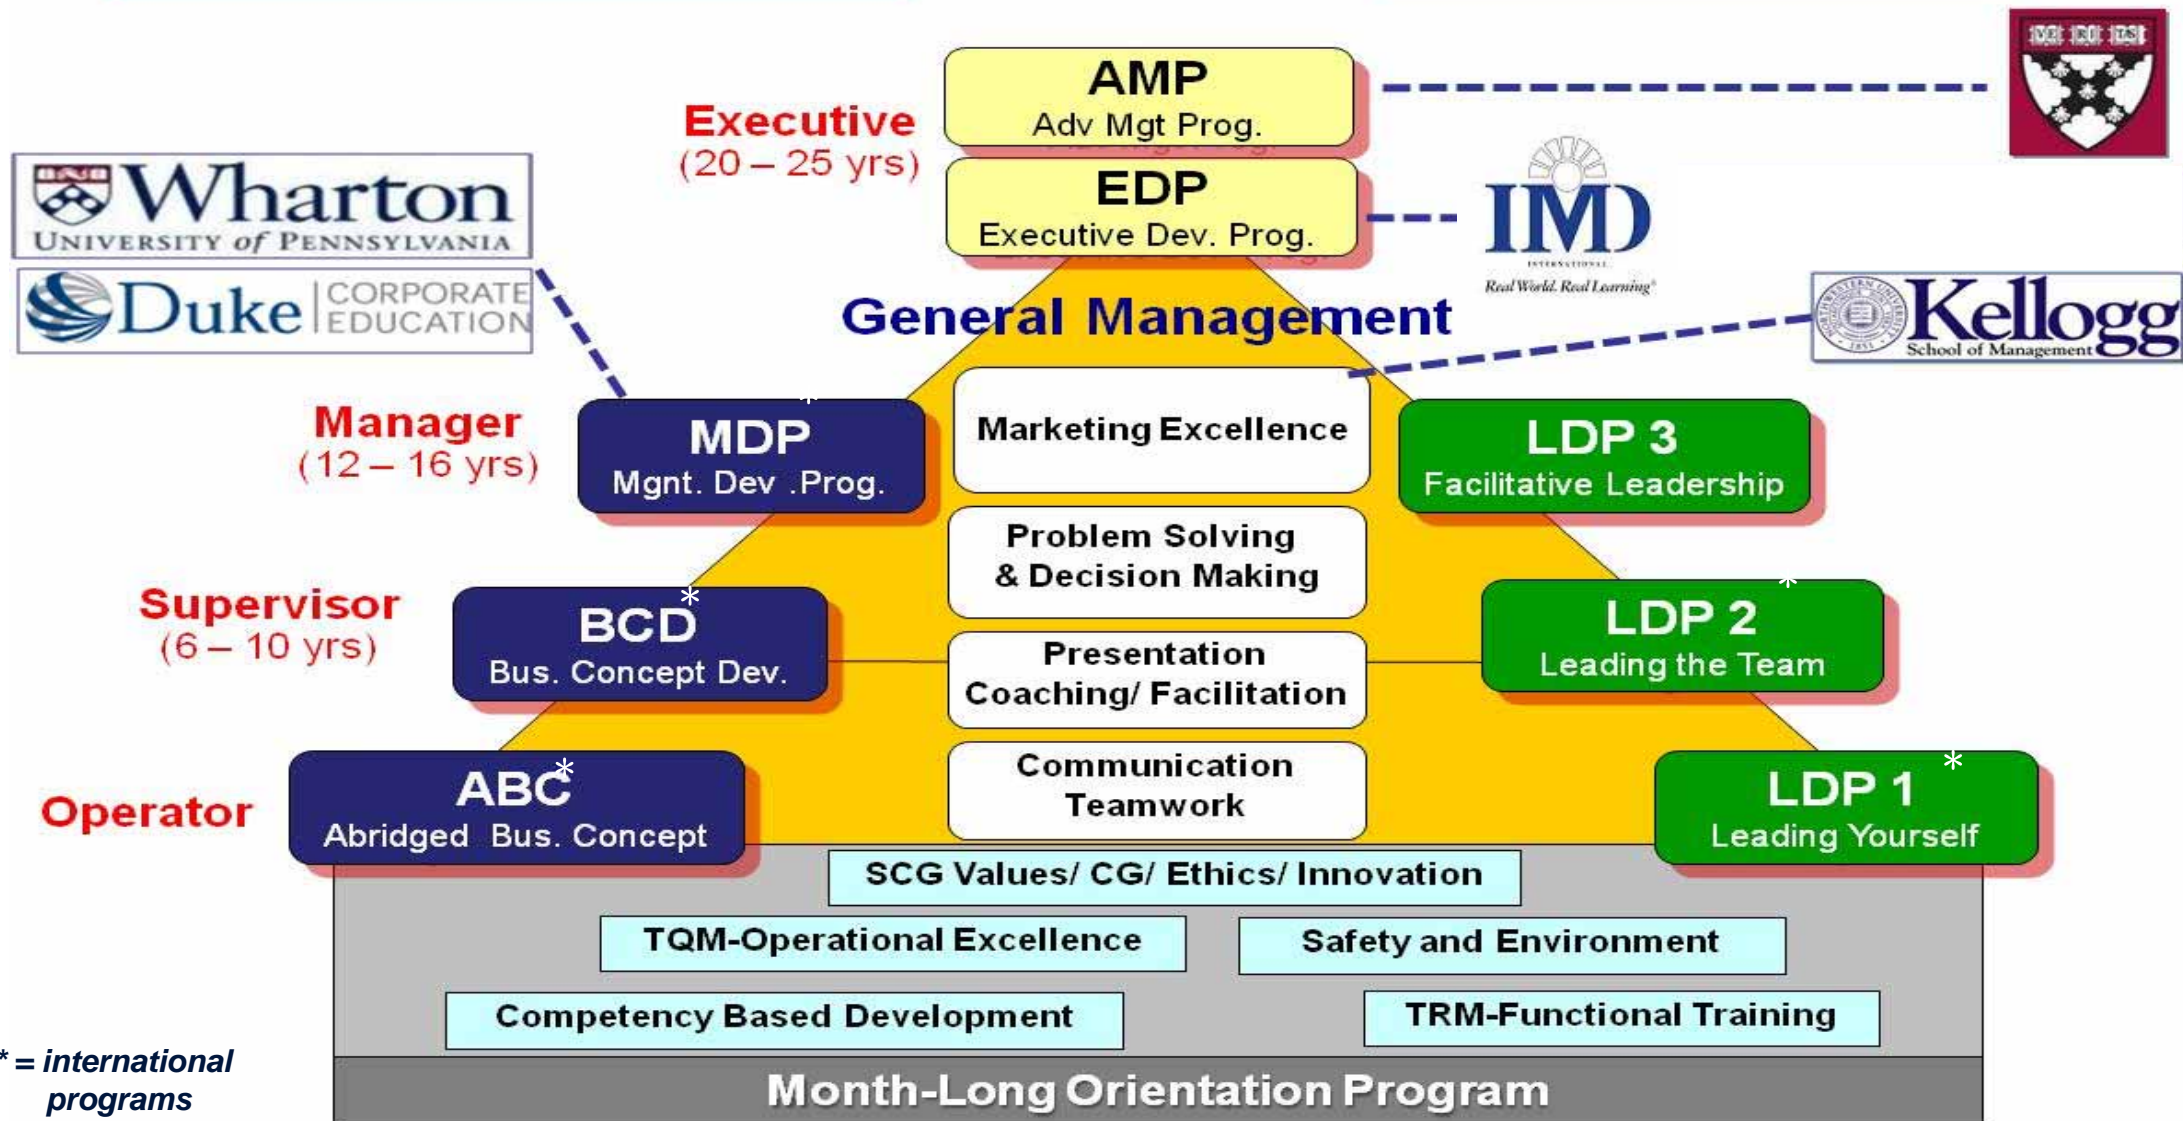 VE RI TAS
AMP
Adv Mgt Prog.
Executive
(20 – 25 yrs)
EDP
Executive Dev. Prog.
Wharton
UNIVERSITY of PENNSYLVANIA
Duke CORPORATE
EDUCATION
IMD
INTERNATIONAL
Real World. Real Learning®
General Management
Kellogg
School of Management
Manager
(12 – 16 yrs)
MDP *
Mgnt. Dev .Prog.
Marketing Excellence
LDP 3
Facilitative Leadership
Problem Solving
& Decision Making
Supervisor
(6 – 10 yrs)
BCD *
Bus. Concept Dev.
Presentation
Coaching/ Facilitation
LDP 2 *
Leading the Team
Operator
ABC *
Abridged Bus. Concept
Communication
Teamwork
LDP 1 *
Leading Yourself
SCG Values/ CG/ Ethics/ Innovation
TQM-Operational Excellence
Safety and Environment
Competency Based Development
TRM-Functional Training
* = international
programs
Month-Long Orientation Program